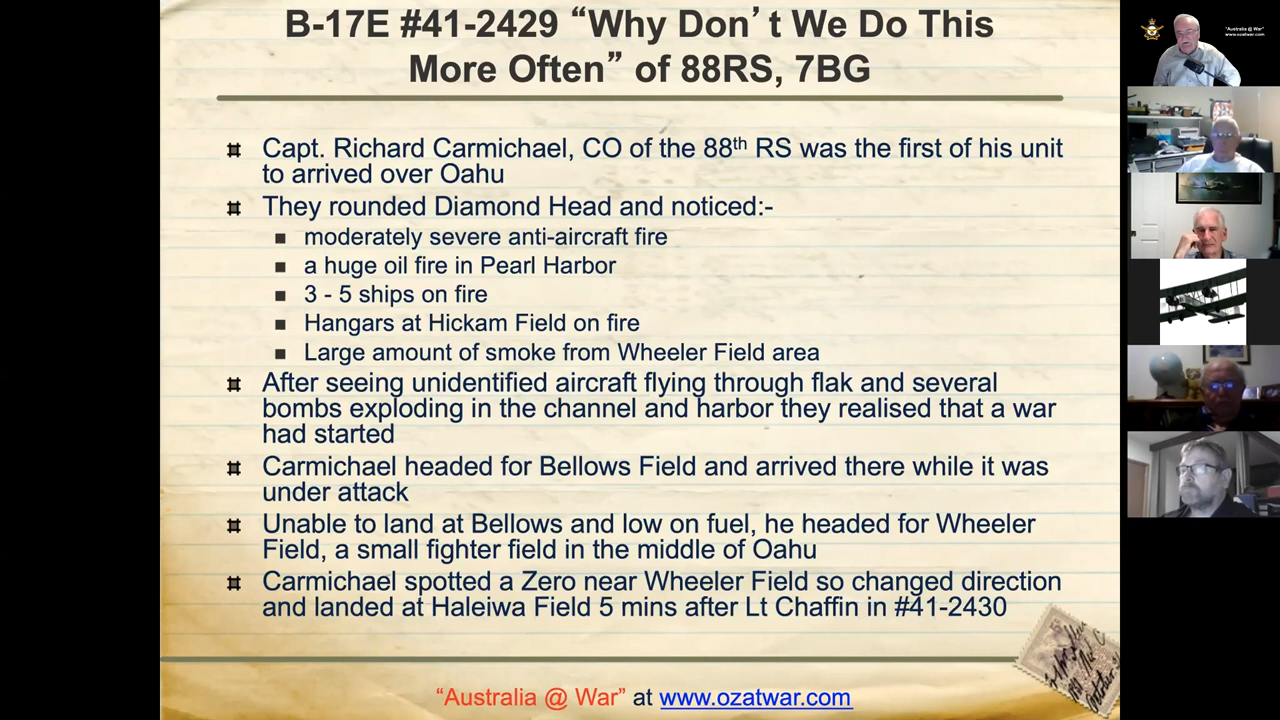 B-17E #41-2429 “Why Don’t We Do This
More Often” of 88RS, 7BG
Capt. Richard Carmichael, CO of the 88th RS was the first of his unit
to arrived over Oahu
They rounded Diamond Head and noticed:-
moderately severe anti-aircraft fire
a huge oil fire in Pearl Harbor
3 - 5 ships on fire
Hangars at Hickam Field on fire
Large amount of smoke from Wheeler Field area
After seeing unidentified aircraft flying through flak and several
bombs exploding in the channel and harbor they realised that a war
had started
Carmichael headed for Bellows Field and arrived there while it was
under attack
Unable to land at Bellows and low on fuel, he headed for Wheeler
Field, a small fighter field in the middle of Oahu
Carmichael spotted a Zero near Wheeler Field so changed direction
and landed at Haleiwa Field 5 mins after Lt Chaffin in #41-2430
“Australia @ War” at www.ozatwar.com
"Australia @ War"
www.ozatwar.com